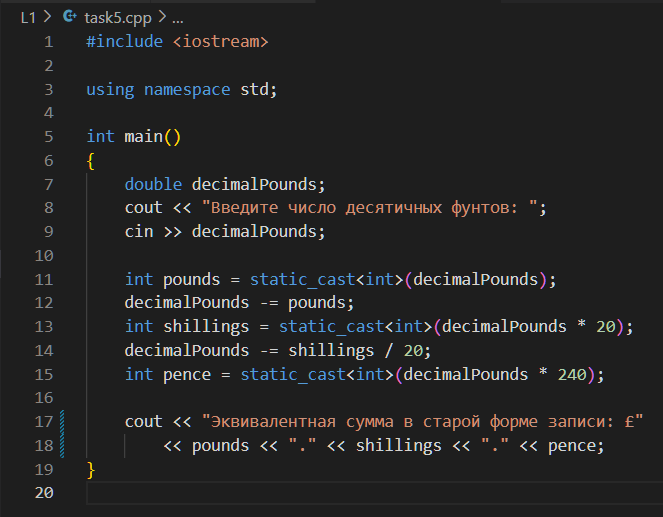 L1 > task5.cpp > ...
1 #include <iostream>
2
3 using namespace std;
4
5 int main()
6 {
7     double decimalPounds;
8     cout << "Введите число десятичных фунтов: ";
9     cin >> decimalPounds;
10
11     int pounds = static_cast<int>(decimalPounds);
12     decimalPounds -= pounds;
13     int shillings = static_cast<int>(decimalPounds * 20);
14     decimalPounds -= shillings / 20;
15     int pence = static_cast<int>(decimalPounds * 240);
16
17     cout << "Эквивалентная сумма в старой форме записи: £"
18         << pounds << "." << shillings << "." << pence;
19 }
20